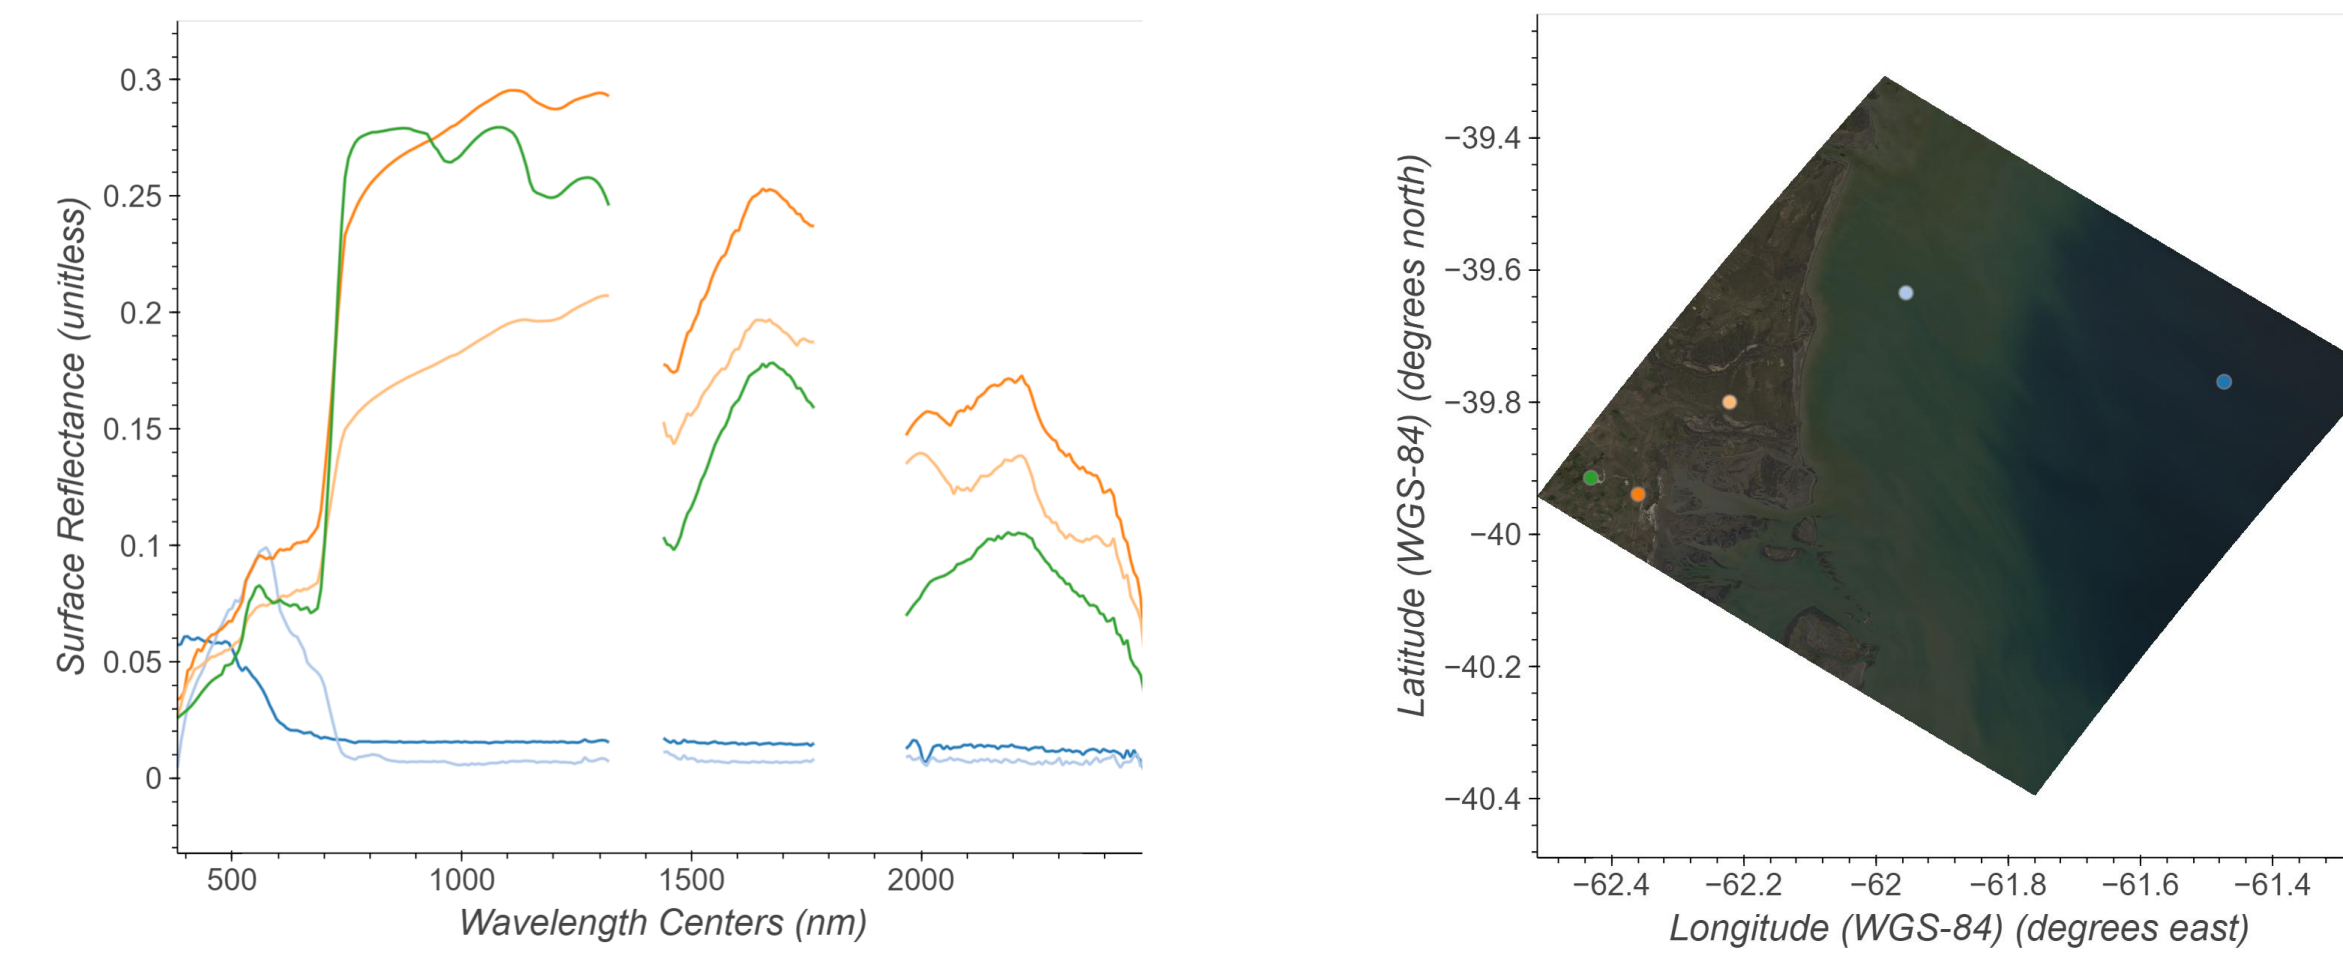 0.3
0.25
0.2
0.15
0.1
0.05
0
Surface Reflectance (unitless)
500 1000 1500 2000
Wavelength Centers (nm)
−39.4
−39.6
−39.8
−40
−40.2
−40.4
Latitude (WGS-84) (degrees north)
−62.4 −62.2 −62 −61.8 −61.6 −61.4
Longitude (WGS-84) (degrees east)